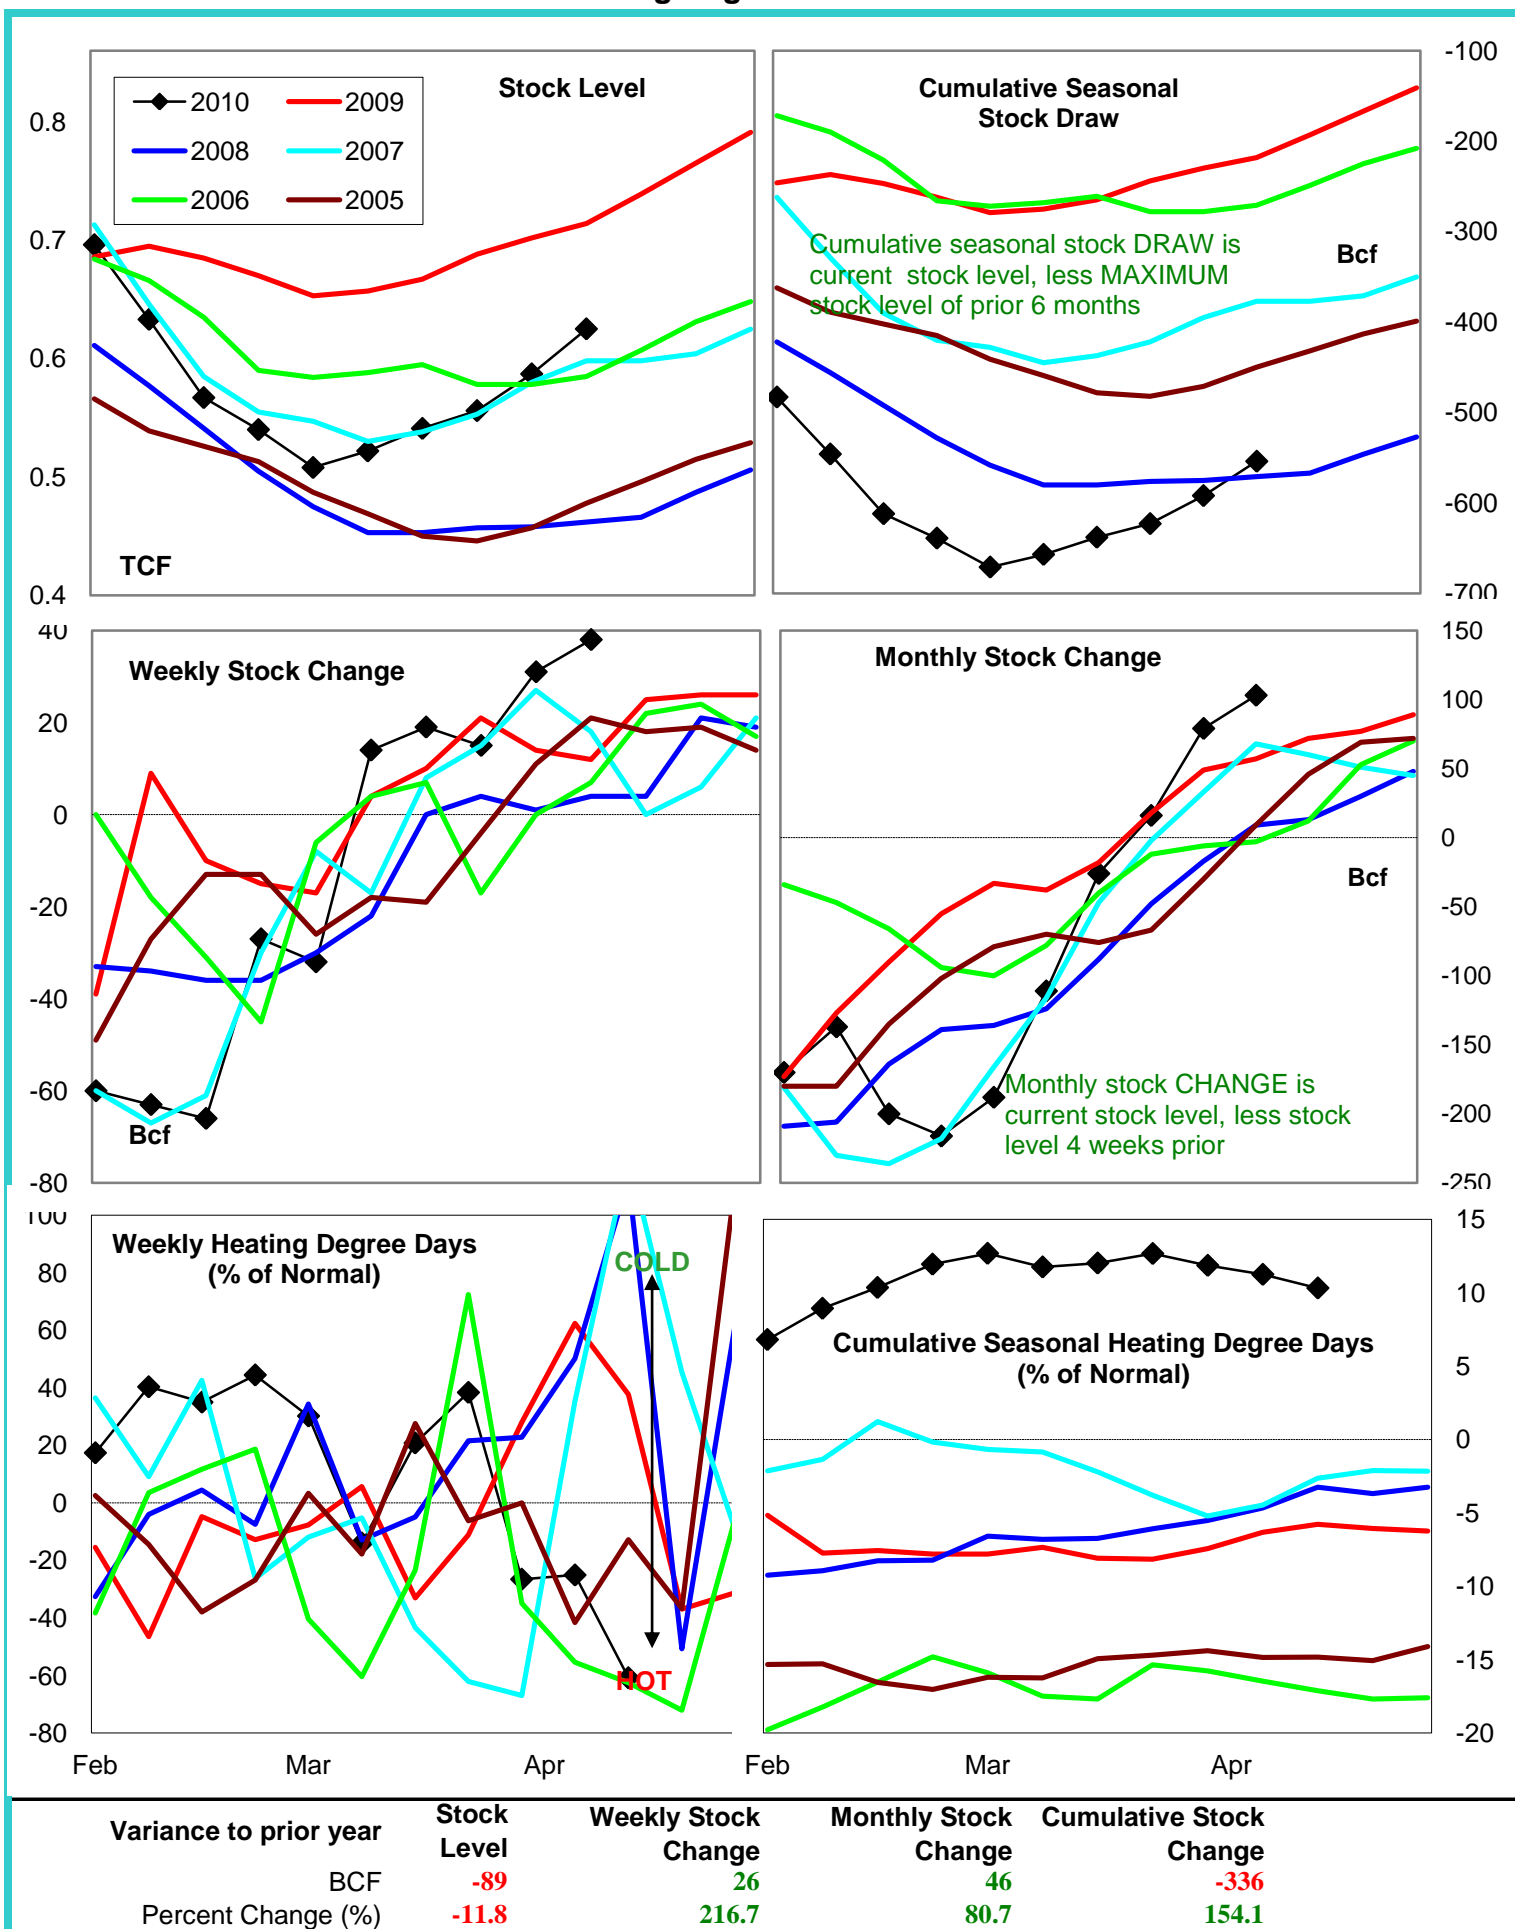 Stock Level
2010
2009
2008
2007
2006
2005
0.8
0.7
0.6
0.5
0.4
TCF
Cumulative Seasonal
Stock Draw
Cumulative seasonal stock DRAW is
current stock level, less MAXIMUM
stock level of prior 6 months
Bcf
-100
-200
-300
-400
-500
-600
-700
Weekly Stock Change
40
20
0
-20
-40
-60
-80
Bcf
Monthly Stock Change
150
100
50
0
-50
-100
-150
-200
-250
Bcf
Monthly stock CHANGE is
current stock level, less stock
level 4 weeks prior
Weekly Heating Degree Days
(% of Normal)
100
80
60
40
20
0
-20
-40
-60
-80
COLD
HOT
Feb
Mar
Apr
Cumulative Seasonal Heating Degree Days
(% of Normal)
15
10
5
0
-5
-10
-15
-20
Feb
Mar
Apr
Variance to prior year
Stock Level
Weekly Stock Change
Monthly Stock Change
Cumulative Stock Change
BCF -89 26 46 -336
Percent Change (%) -11.8 216.7 80.7 154.1